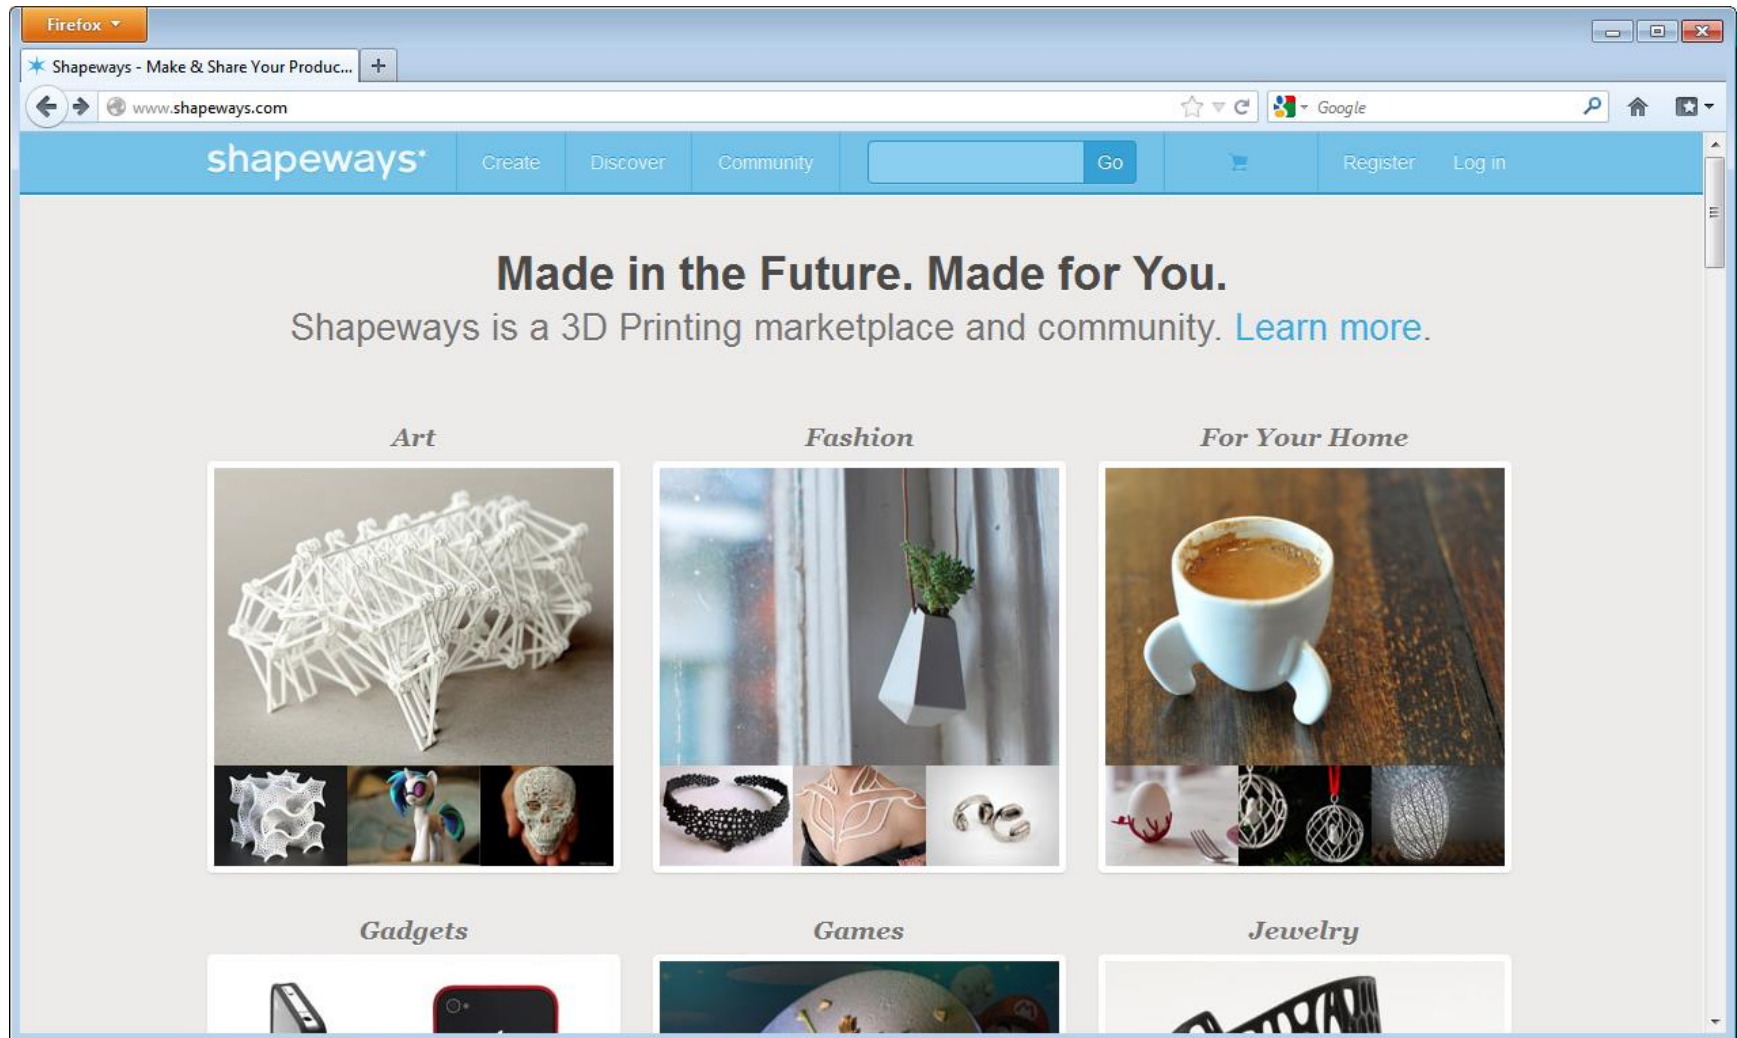 Firefox
Shapeways - Make & Share Your Produc...
www.shapeways.com
Google
shapeways*
Create
Discover
Community
Go
Register
Log in
Made in the Future. Made for You.
Shapeways is a 3D Printing marketplace and community. Learn more.
Art
Fashion
For Your Home
Gadgets
Games
Jewelry